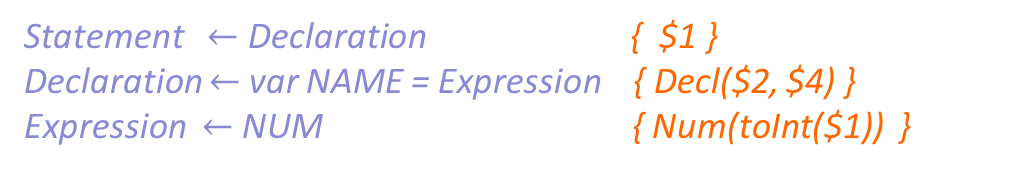 Statement ← Declaration { $1 }
Declaration ← var NAME = Expression { Decl($2, $4) }
Expression ← NUM { Num(toInt($1)) }